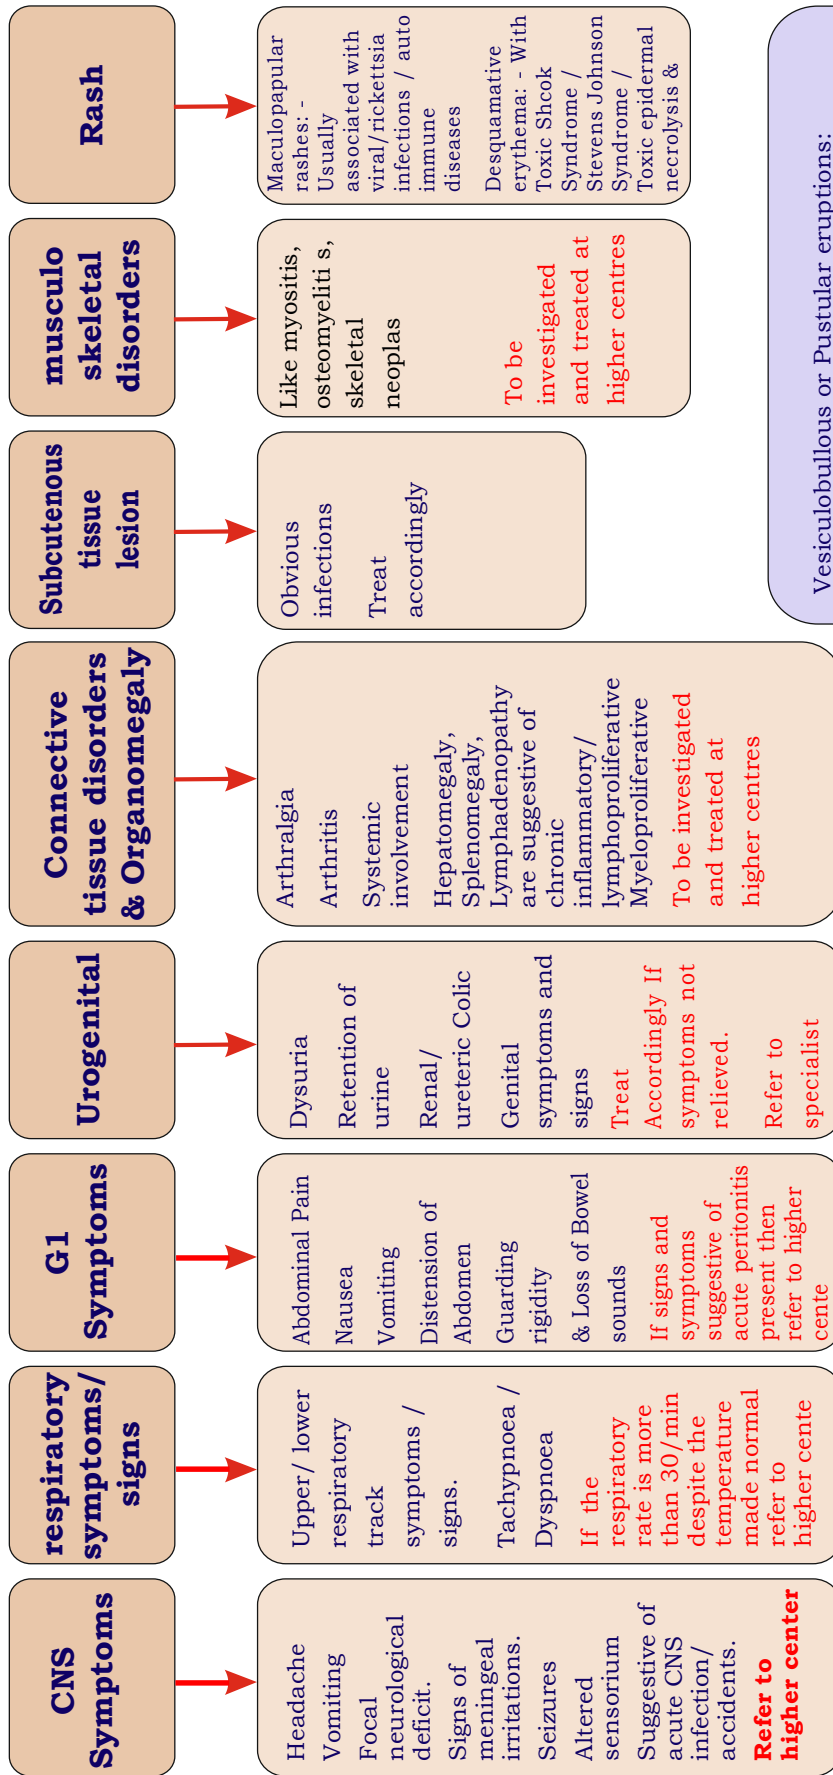 CNS
Symptoms
Headache
Vomiting
Focal
neurological
deficit.
Signs of
meningeal
irritations.
Seizures
Altered
sensorium
Suggestive of
acute CNS
infection/
accidents.
Refer to
higher center
respiratory
symptoms/
signs
Upper/ lower
respiratory
track
symptoms /
signs.
Tachypnoea /
Dyspnoea
If the
respiratory
rate is more
than 30/min
despite the
temperature
made normal
refer to
higher cente
G1
Symptoms
Abdominal Pain
Nausea
Vomiting
Distension of
Abdomen
Guarding
rigidity
& Loss of Bowel
sounds
If signs and
symptoms
suggestive of
acute peritonitis
present then
refer to higher
cente
Urogenital
Dysuria
Retention of
urine
Renal/
ureteric Colic
Genital
symptoms and
signs
Treat
Accordingly If
symptoms not
relieved.
Refer to
specialist
Connective
tissue disorders
& Organomegaly
Arthralgia
Arthritis
Systemic
involvement
Hepatomegaly,
Splenomegaly,
Lymphadenopathy
are suggestive of
chronic
inflammatory/
lymphoproliferative
Myeloproliferative
To be investigated
and treated at
higher centres
Subcutenous
tissue
lesion
Obvious
infections
Treat
accordingly
musculo
skeletal
disorders
Like myositis,
osteomyeliti s,
skeletal
neoplas
To be
investigated
and treated at
higher centres
Rash
Maculopapular
rashes: -
Usually
associated with
viral/rickettsia
infections / auto
immune
diseases
Desquamative
erythema: - With
Toxic Shcok
Syndrome /
Stevens Johnson
Syndrome /
Toxic epidermal
necrolysis &
Vesiculobullous or Pustular eruptions: